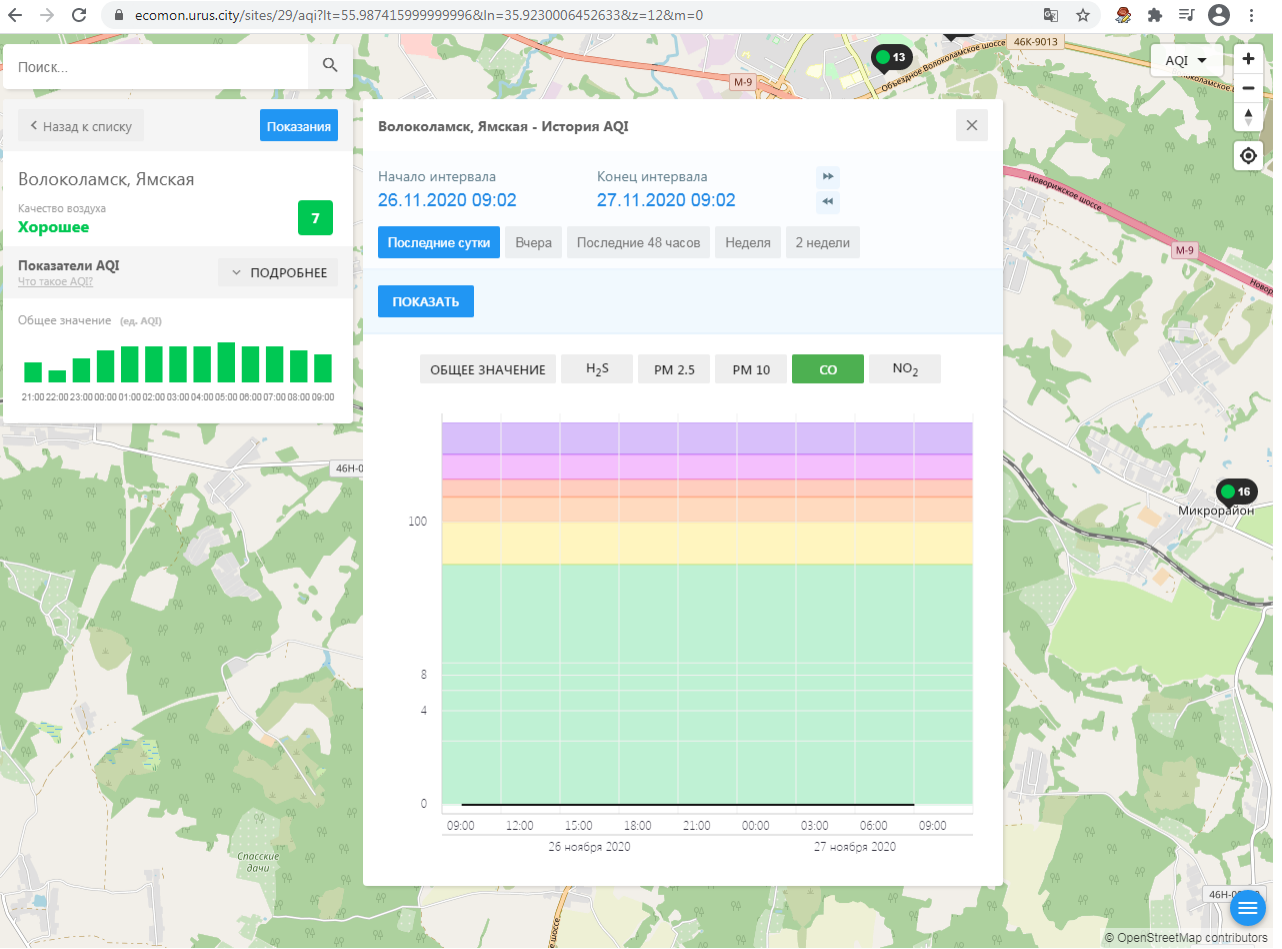 ecomon.urus.city/sites/29/aqi?lt=55.987415999999996&ln=35.9230006452633&z=12&m=0
Поиск...
Назад к списку
Показания
Волоколамск, Ямская
Качество воздуха
Хорошее
7
Показатели AQI
Что такое AQI?
ПОДРОБНЕЕ
Общее значение (ед. AQI)
21:00 22:00 23:00 00:00 01:00 02:00 03:00 04:00 05:00 06:00 07:00 08:00 09:00
Волоколамск, Ямская - История AQI
Начало интервала
26.11.2020 09:02
Конец интервала
27.11.2020 09:02
Последние сутки
Вчера
Последние 48 часов
Неделя
2 недели
ПОКАЗАТЬ
ОБЩЕЕ ЗНАЧЕНИЕ
H2S
PM 2.5
PM 10
CO
NO2
100
8
4
0
09:00 12:00 15:00 18:00 21:00 00:00 03:00 06:00 09:00
26 ноября 2020
27 ноября 2020
AQI
13
46К-9013
М-9
Объездное Волоколамское шоссе
Новорижское шоссе
М-9
16
Микрорайон
Спасские
дачи
© OpenStreetMap contributors